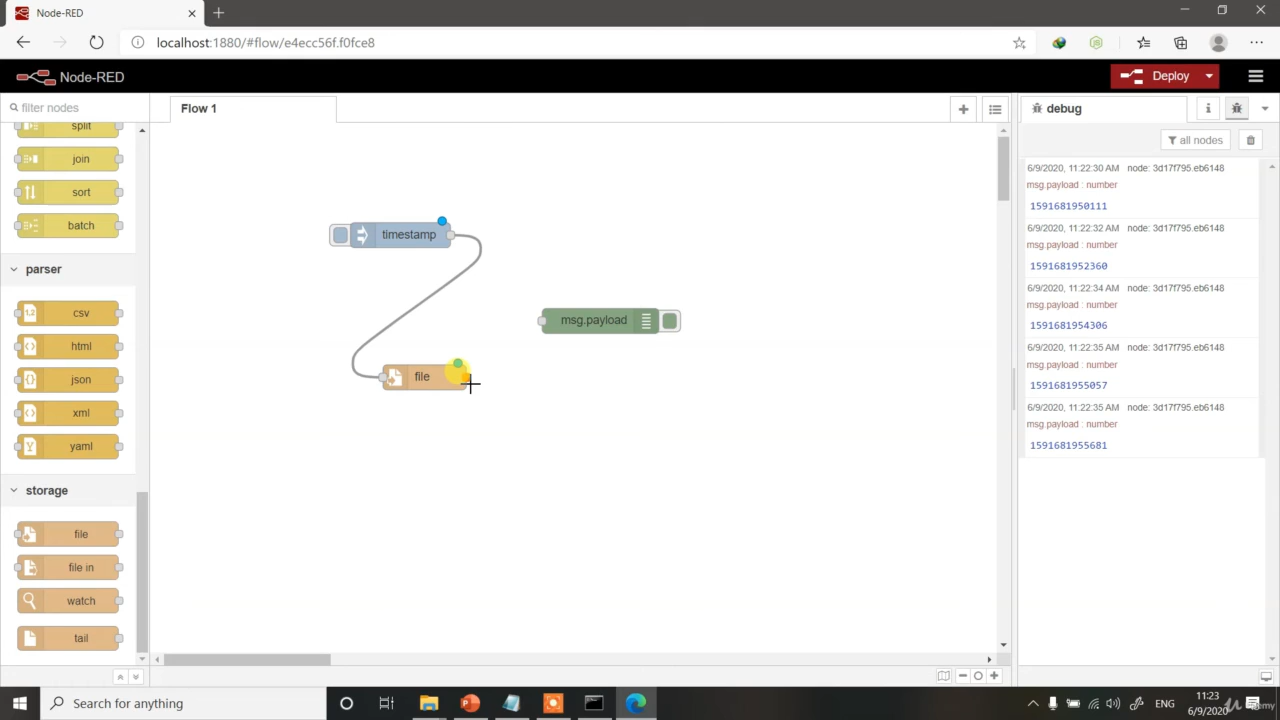 Node-RED
localhost:1880/#flow/e4ecc56f.f0fce8
Node-RED
Deploy
filter nodes
Flow 1
debug
i
all nodes
split
join
sort
batch
parser
csv
html
json
xml
yaml
storage
file
file in
watch
tail
timestamp
msg.payload
file
6/9/2020, 11:22:30 AM node: 3d17f795.eb6148
msg.payload : number
1591681950111
6/9/2020, 11:22:32 AM node: 3d17f795.eb6148
msg.payload : number
1591681952360
6/9/2020, 11:22:34 AM node: 3d17f795.eb6148
msg.payload : number
1591681954306
6/9/2020, 11:22:35 AM node: 3d17f795.eb6148
msg.payload : number
1591681955057
6/9/2020, 11:22:35 AM node: 3d17f795.eb6148
msg.payload : number
1591681955681
Search for anything
ENG
11:23
6/9/2020